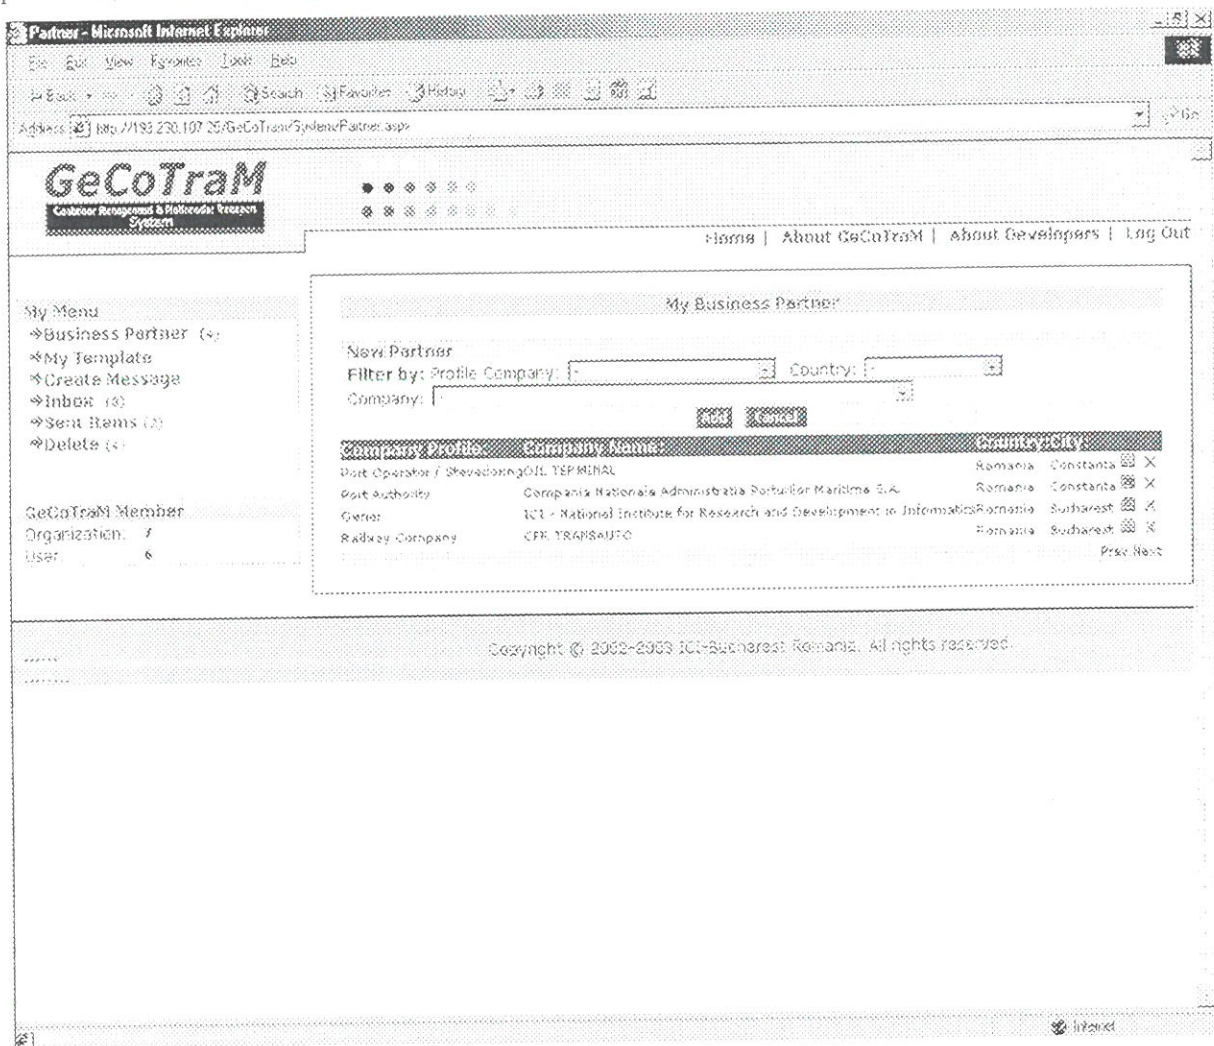 Partner - Microsoft Internet Explorer
File Edit View Favorites Tools Help
Back Search Favorites History
Address http://193.230.107.25/GeCoTram/System/Partner.aspx Go
GeCoTraM
System
Home | About GeCoTraM | About Developers | Log Out
My Menu
Business Partner (4)
My Template
Create Message
Inbox (3)
Sent Items (2)
Delete (4)
GeCoTraM Member
Organization: 7
User: 6
My Business Partner
New Partner
Filter by: Profile Company: - Country: -
Company: -
Add Cancel
Company Profile: Company Name: Country: City:
Port Operator / Stevedoring OIL TERMINAL Romania Constanta
Port Authority Compania Nationala Administratia Porturilor Maritime S.A. Romania Constanta
Owner ICI - National Institute for Research and Development in Informatics Romania Bucharest
Railway Company CFR TRANSAUTO Romania Bucharest
Prev Next
Copyright © 2002-2003 ICI-Bucharest Romania. All rights reserved.
Internet